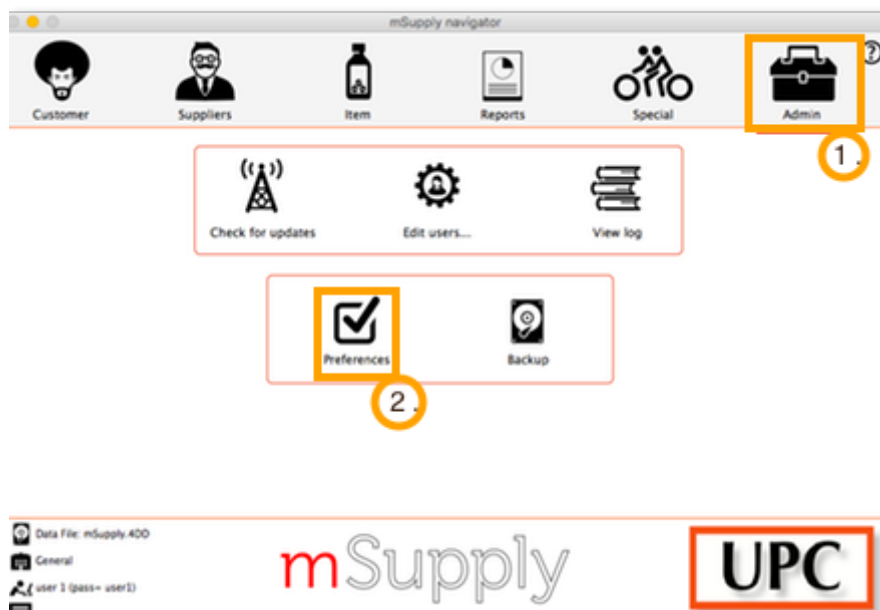 mSupply navigator
?
Customer Suppliers Item Reports Special Admin
1.
Check for updates Edit users... View log
Preferences Backup
2.
Data File: mSupply.4DD
General
user 1 (pass= user1)
mSupply
UPC